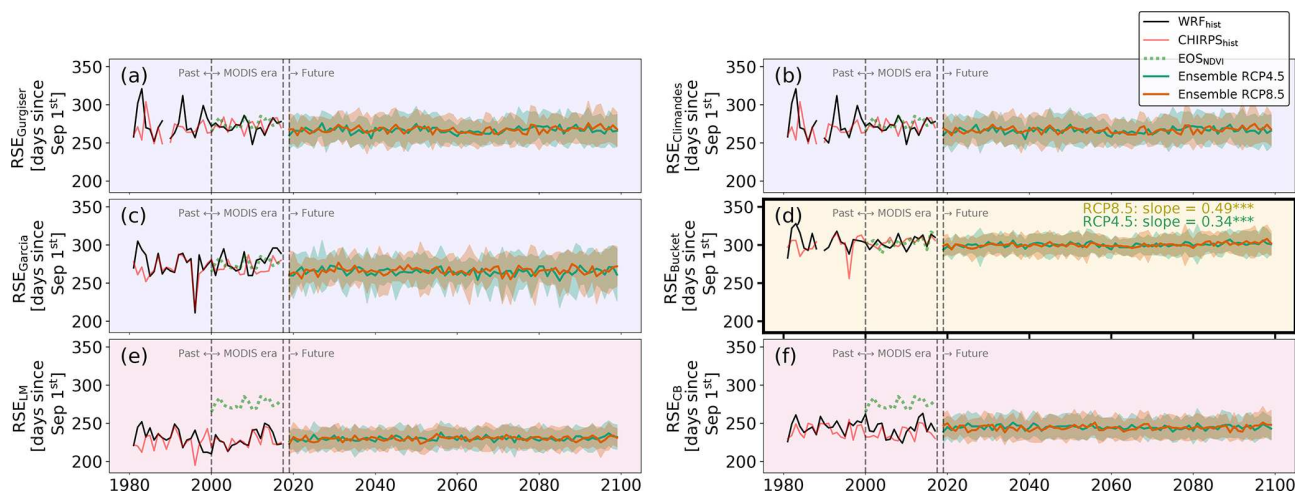 WRF_hist
CHIRPS_hist
EOS_NDVI
Ensemble RCP4.5
Ensemble RCP8.5
(a)
Past ←→ MODIS era → Future
RSE_Gurgiser
[days since
Sep 1st]
350
300
250
200
(b)
Past ←→ MODIS era → Future
RSE_Climandes
[days since
Sep 1st]
350
300
250
200
(c)
Past ←→ MODIS era → Future
RSE_Garcia
[days since
Sep 1st]
350
300
250
200
(d)
Past ←→ MODIS era → Future
RCP8.5: slope = 0.49***
RCP4.5: slope = 0.34***
RSE_Bucket
[days since
Sep 1st]
350
300
250
200
(e)
Past ←→ MODIS era → Future
RSE_LM
[days since
Sep 1st]
350
300
250
200
1980 2000 2020 2040 2060 2080 2100
(f)
Past ←→ MODIS era → Future
RSE_CB
[days since
Sep 1st]
350
300
250
200
1980 2000 2020 2040 2060 2080 2100